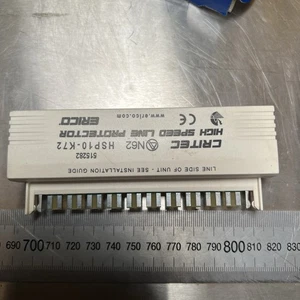 CRITEC
HIGH SPEED LINE PROTECTOR
N62 HSP10-K72
ERICO
www.erico.com
515282
LINE SIDE OF UNIT - SEE INSTALLATION GUIDE
690 700 710 720 730 740 750 760 770 780 790 800 810 820 830